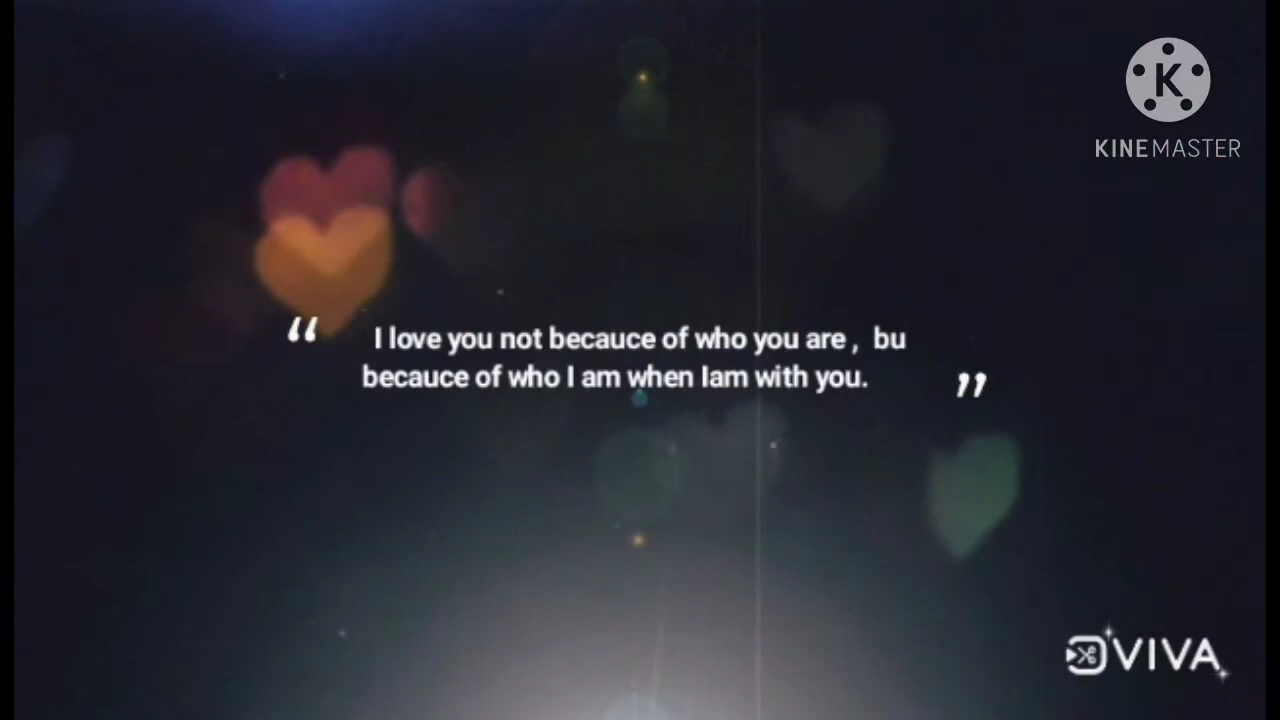 K
KINEMASTER
“ I love you not becauce of who you are , bu
becauce of who I am when Iam with you. ”
VIVA